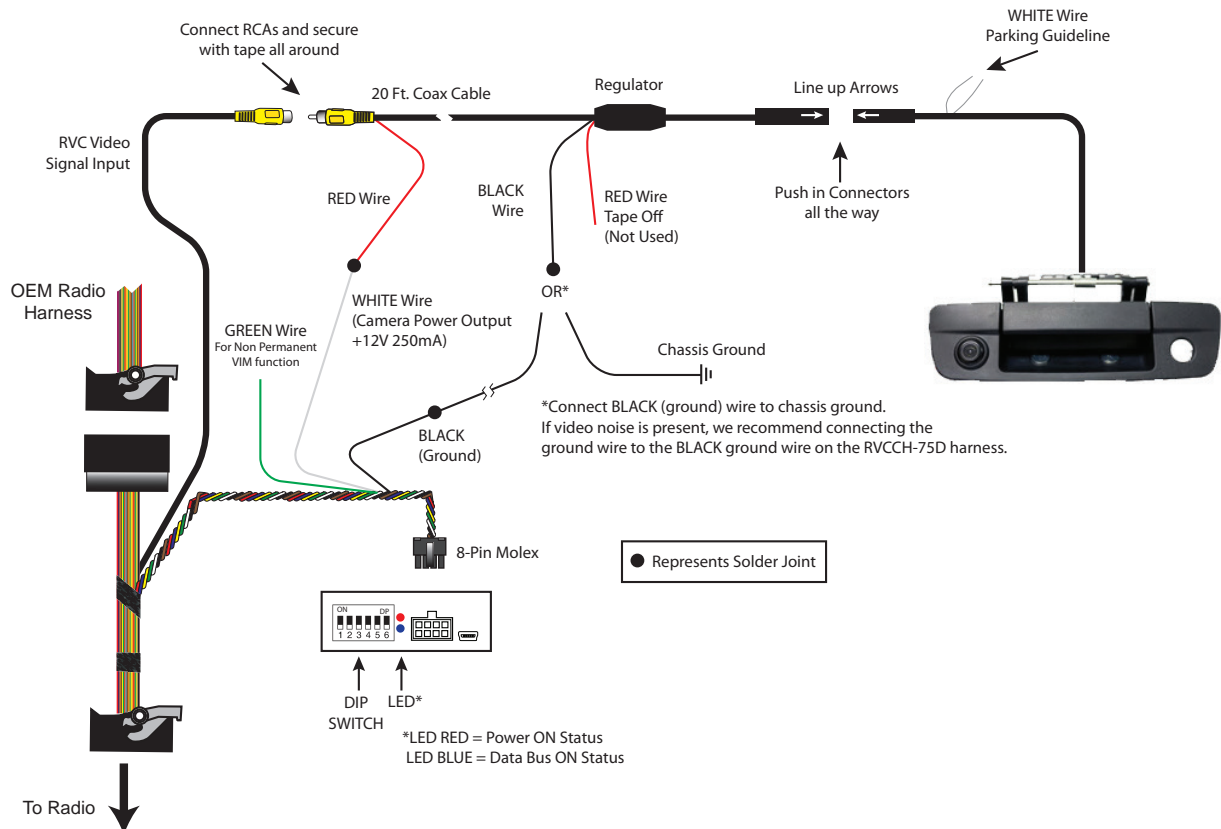 Connect RCAs and secure
with tape all around
WHITE Wire
Parking Guideline
20 Ft. Coax Cable
Regulator
Line up Arrows
RVC Video
Signal Input
RED Wire
BLACK
Wire
RED Wire
Tape Off
(Not Used)
Push in Connectors
all the way
OEM Radio
Harness
OR*
WHITE Wire
(Camera Power Output
+12V 250mA)
GREEN Wire
For Non Permanent
VIM function
Chassis Ground
*Connect BLACK (ground) wire to chassis ground.
If video noise is present, we recommend connecting the
ground wire to the BLACK ground wire on the RVCCH-75D harness.
BLACK
(Ground)
8-Pin Molex
Represents Solder Joint
ON DP
1 2 3 4 5 6
DIP
SWITCH
LED*
*LED RED = Power ON Status
LED BLUE = Data Bus ON Status
To Radio